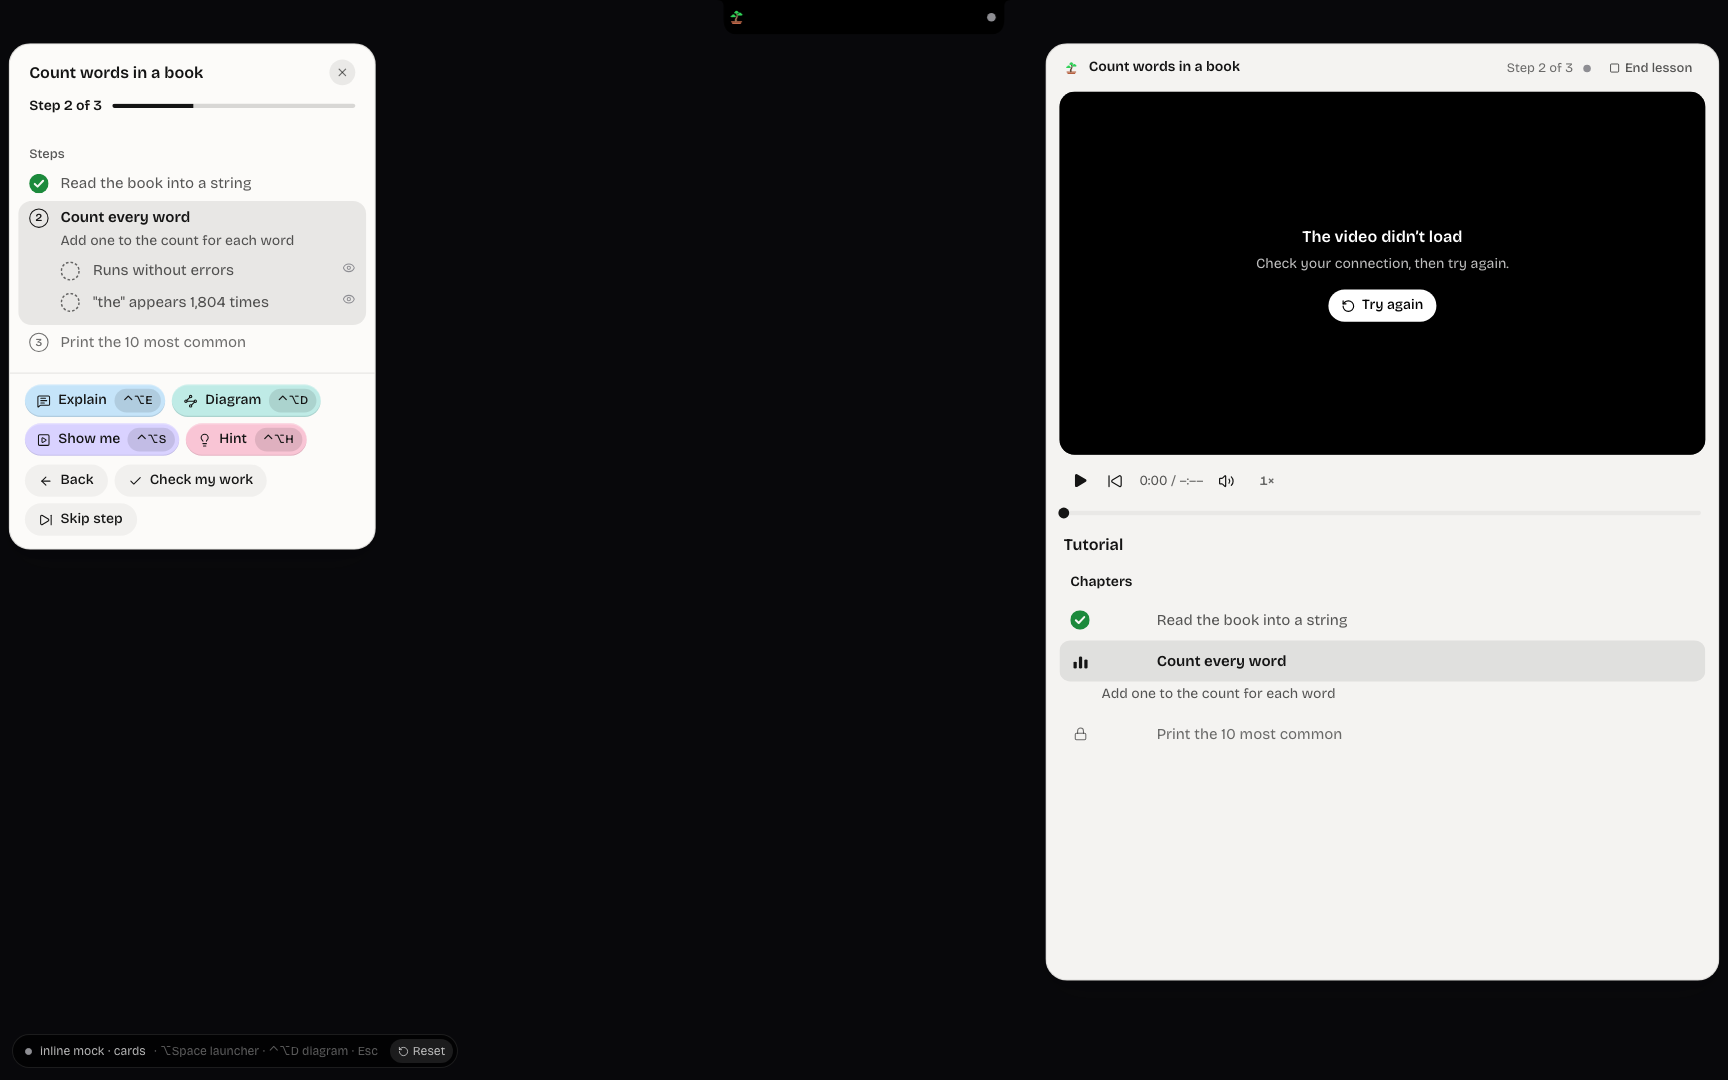 Count words in a book
Step 2 of 3
Steps
Read the book into a string
2 Count every word
Add one to the count for each word
Runs without errors
"the" appears 1,804 times
3 Print the 10 most common
Explain ^⌥E Diagram ^⌥D
Show me ^⌥S Hint ^⌥H
Back Check my work
Skip step
Count words in a book Step 2 of 3 End lesson
The video didn’t load
Check your connection, then try again.
Try again
0:00 / –:–– 1×
Tutorial
Chapters
Read the book into a string
Count every word
Add one to the count for each word
Print the 10 most common
inline mock · cards · ⌥Space launcher · ^⌥D diagram · Esc Reset